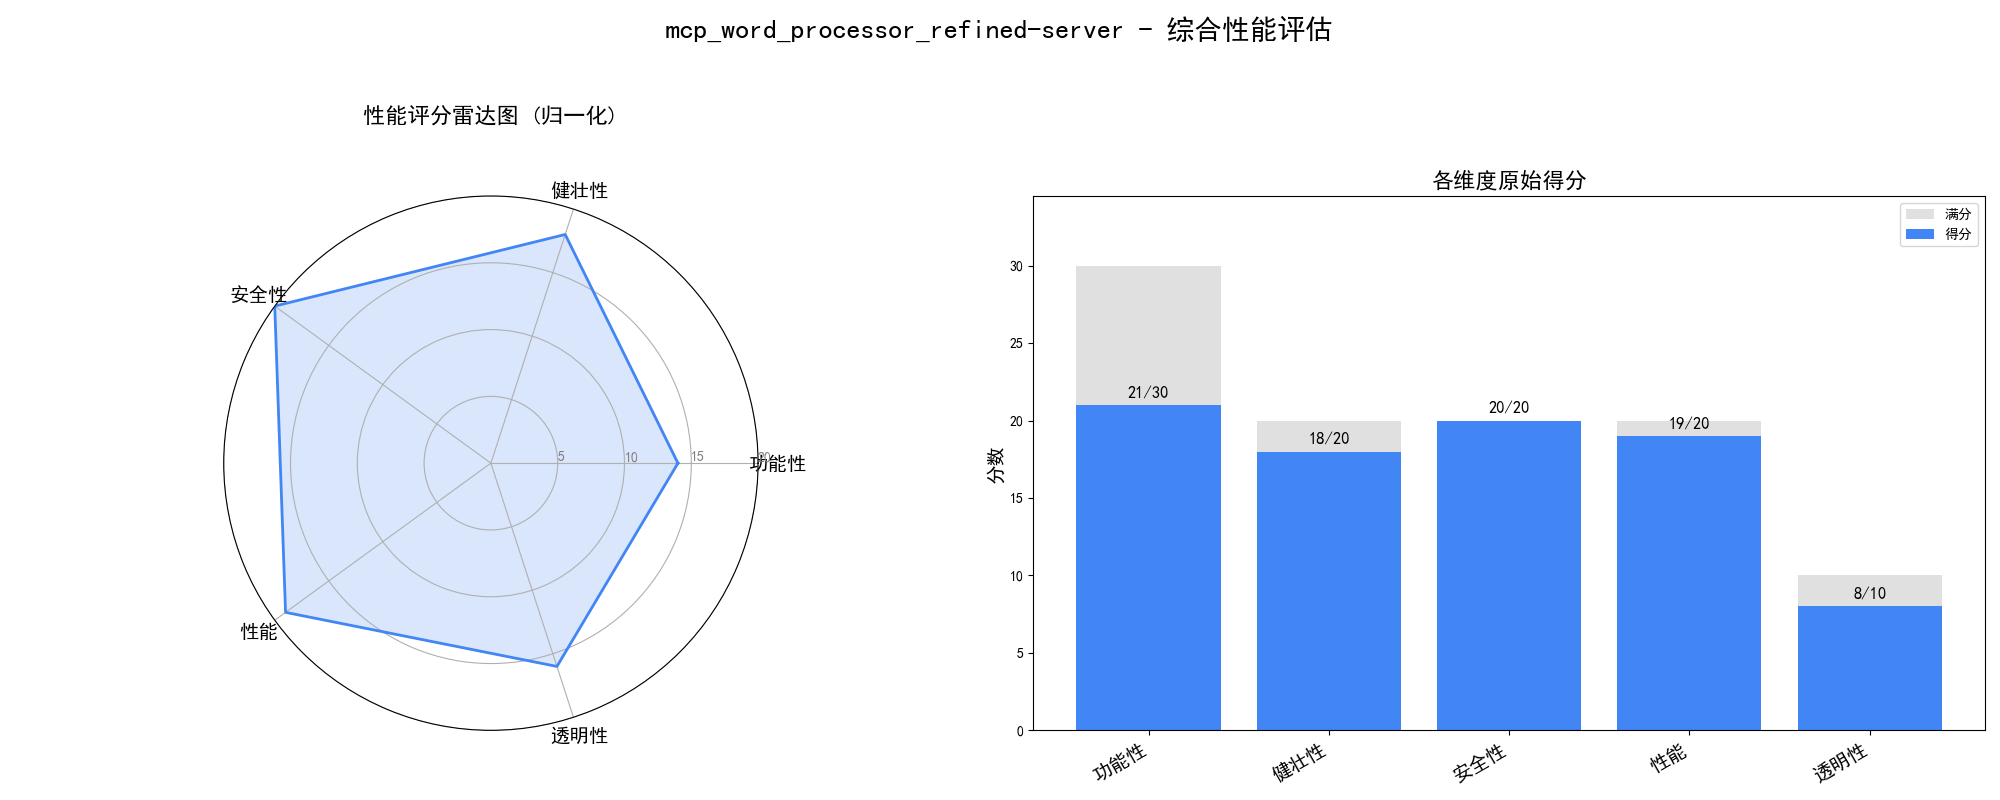 mcp_word_processor_refined-server - 综合性能评估
性能评分雷达图 (归一化)
健壮性
安全性
功能性
性能
透明性
5
10
15
20
各维度原始得分
满分
得分
分数
30
25
20
15
10
5
0
21/30
18/20
20/20
19/20
8/10
功能性
健壮性
安全性
性能
透明性